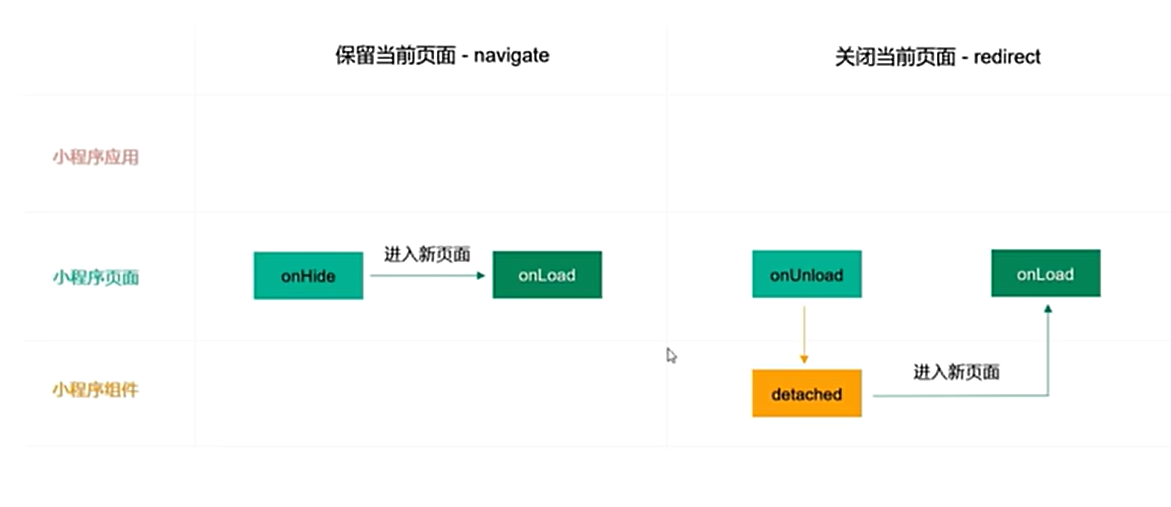 保留当前页面 - navigate
关闭当前页面 - redirect
小程序应用
小程序页面
onHide
进入新页面
onLoad
onUnload
onLoad
小程序组件
detached
进入新页面